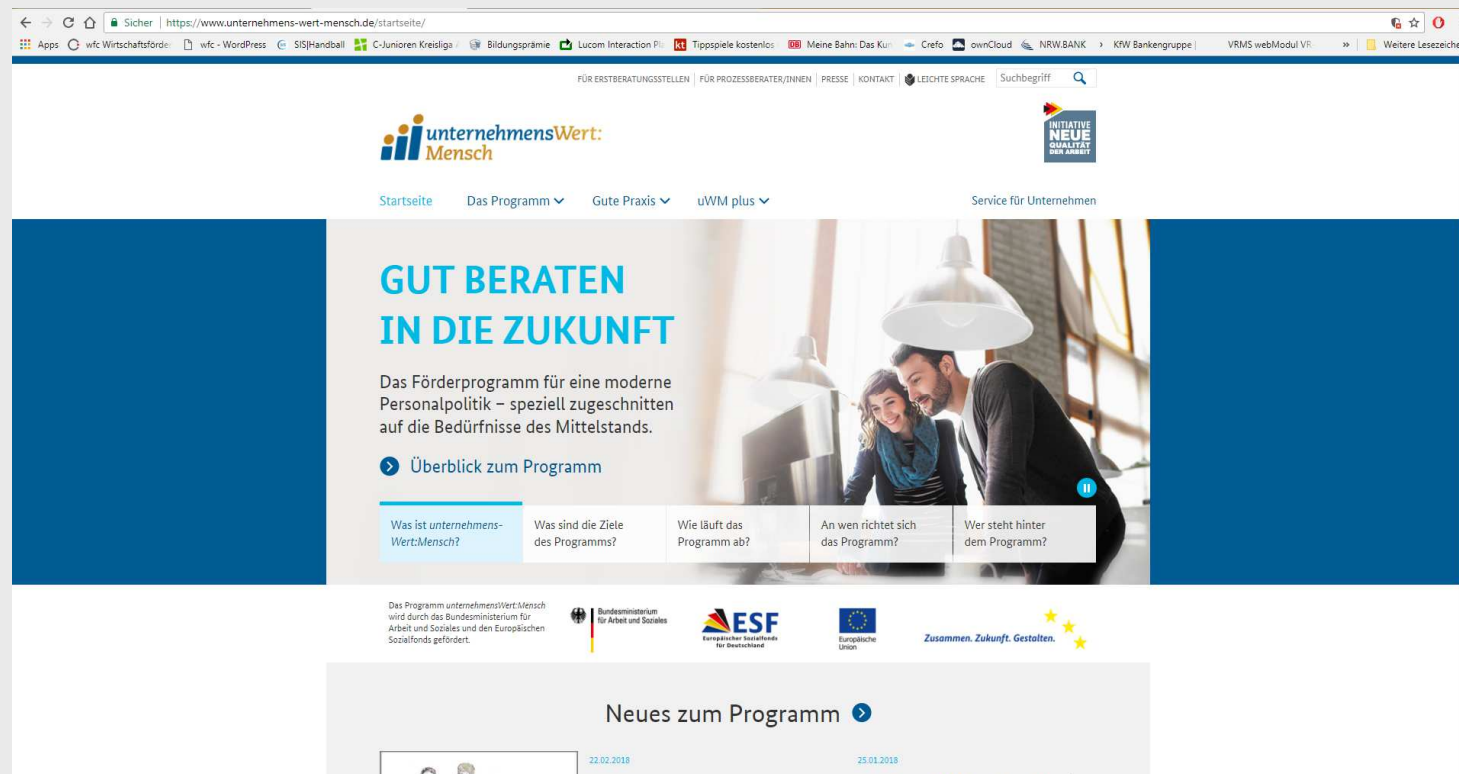 Sicher | https://www.unternehmens-wert-mensch.de/startseite/
Apps wfc Wirtschaftsförder wfc - WordPress SIS|Handball C-Junioren Kreisliga Bildungsprämie Lucom Interaction Pl kt Tippspiele kostenlos DB Meine Bahn: Das Kun Crefo ownCloud NRW.BANK KfW Bankengruppe | VRMS webModul VR » Weitere Lesezeiche
FÜR ERSTBERATUNGSSTELLEN | FÜR PROZESSBERATER/INNEN | PRESSE | KONTAKT | LEICHTE SPRACHE Suchbegriff
unternehmensWert:
Mensch
INITIATIVE
NEUE
QUALITÄT
DER ARBEIT
Startseite Das Programm Gute Praxis uWM plus Service für Unternehmen
GUT BERATEN
IN DIE ZUKUNFT
Das Förderprogramm für eine moderne
Personalpolitik – speziell zugeschnitten
auf die Bedürfnisse des Mittelstands.
Überblick zum Programm
Was ist unternehmens-
Wert:Mensch?
Was sind die Ziele
des Programms?
Wie läuft das
Programm ab?
An wen richtet sich
das Programm?
Wer steht hinter
dem Programm?
Das Programm unternehmensWert:Mensch
wird durch das Bundesministerium für
Arbeit und Soziales und den Europäischen
Sozialfonds gefördert.
Bundesministerium
für Arbeit und Soziales
ESF
Europäischer Sozialfonds
für Deutschland
Europäische
Union
Zusammen. Zukunft. Gestalten.
Neues zum Programm
22.02.2018 25.01.2018